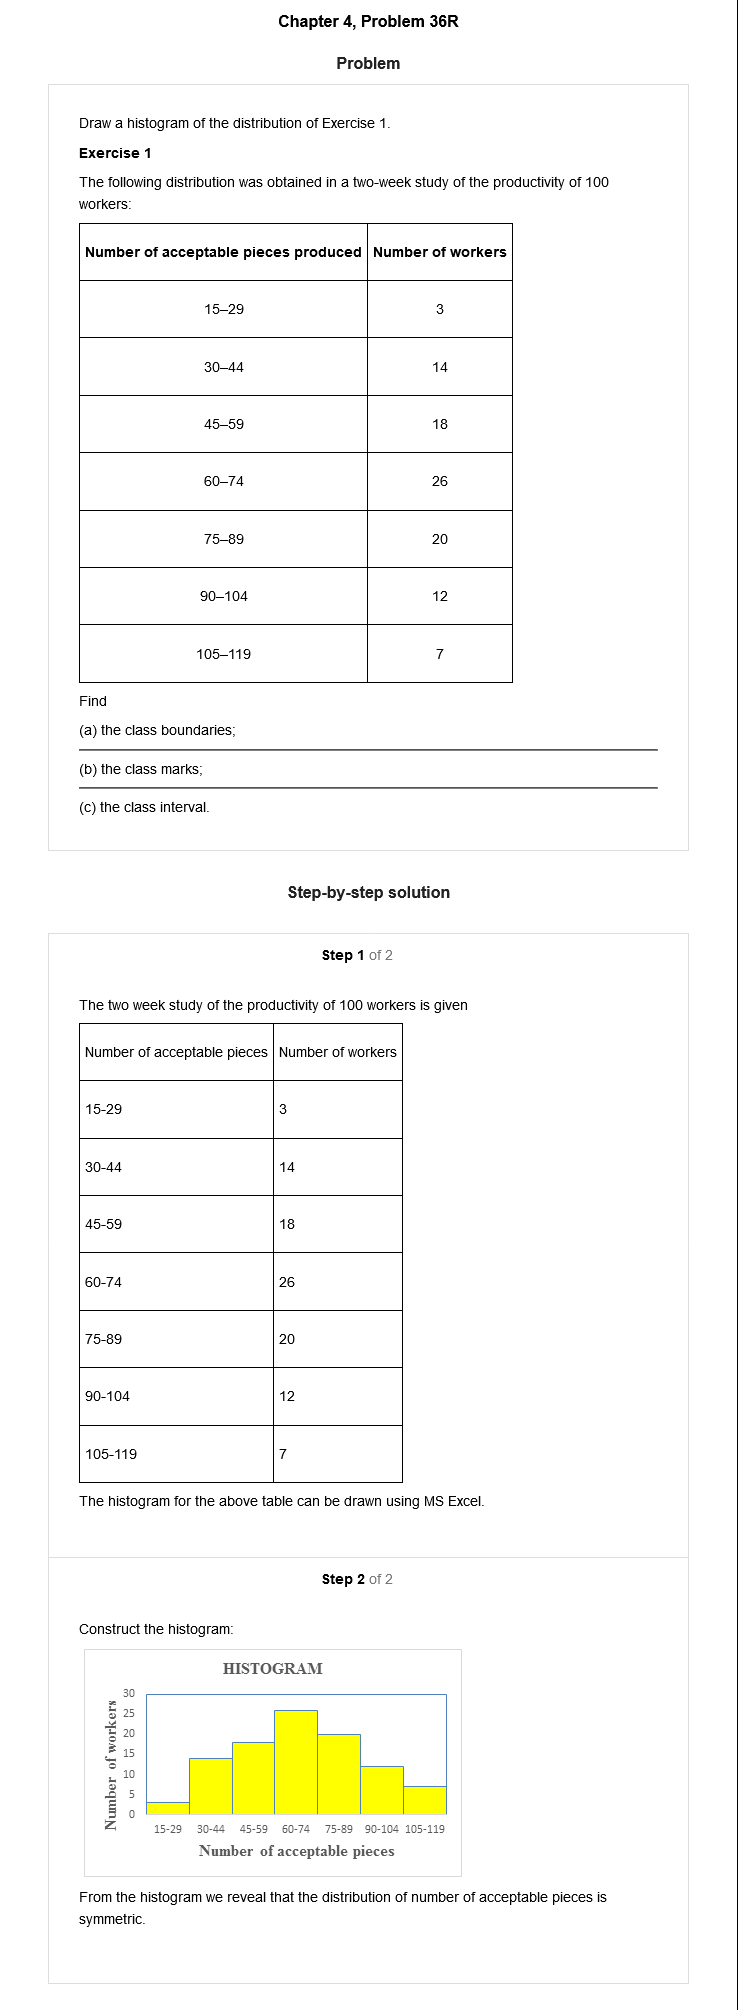 Chapter 4, Problem 36R
Problem
Draw a histogram of the distribution of Exercise 1.
Exercise 1
The following distribution was obtained in a two-week study of the productivity of 100
workers:
Number of acceptable pieces produced Number of workers
15–29 3
30–44 14
45–59 18
60–74 26
75–89 20
90–104 12
105–119 7
Find
(a) the class boundaries;
(b) the class marks;
(c) the class interval.
Step-by-step solution
Step 1 of 2
The two week study of the productivity of 100 workers is given
Number of acceptable pieces Number of workers
15-29 3
30-44 14
45-59 18
60-74 26
75-89 20
90-104 12
105-119 7
The histogram for the above table can be drawn using MS Excel.
Step 2 of 2
Construct the histogram:
HISTOGRAM
Number of workers
30
25
20
15
10
5
0
15-29 30-44 45-59 60-74 75-89 90-104 105-119
Number of acceptable pieces
From the histogram we reveal that the distribution of number of acceptable pieces is
symmetric.